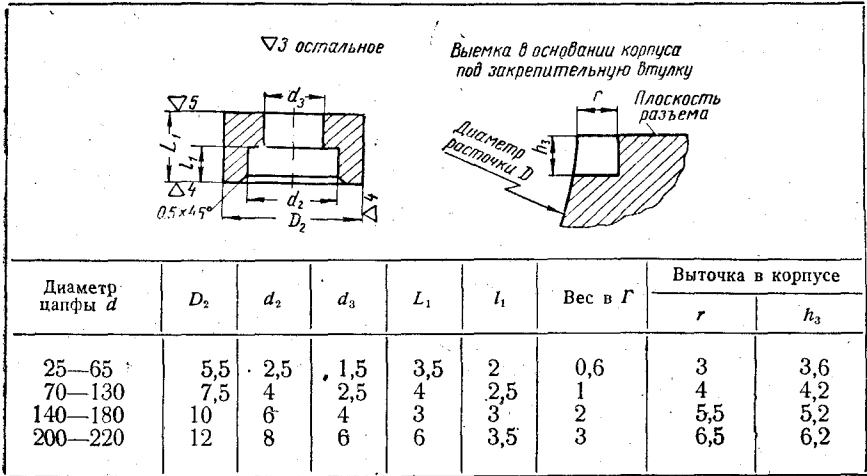 ▽3 остальное
Выемка в основании корпуса
под закрепительную втулку
▽5
d₃
L₁
l₁
▽4
0,5×45°
d₂
D₂
▽4
r
Плоскость
разъема
h₃
Диаметр
расточки D
Диаметр цапфы d | D₂ | d₂ | d₃ | L₁ | l₁ | Вес в Г | Выточка в корпусе
r | h₃
25—65 | 5,5 | 2,5 | 1,5 | 3,5 | 2 | 0,6 | 3 | 3,6
70—130 | 7,5 | 4 | 2,5 | 4 | 2,5 | 1 | 4 | 4,2
140—180 | 10 | 6 | 4 | 3 | 3 | 2 | 5,5 | 5,2
200—220 | 12 | 8 | 6 | 6 | 3,5 | 3 | 6,5 | 6,2